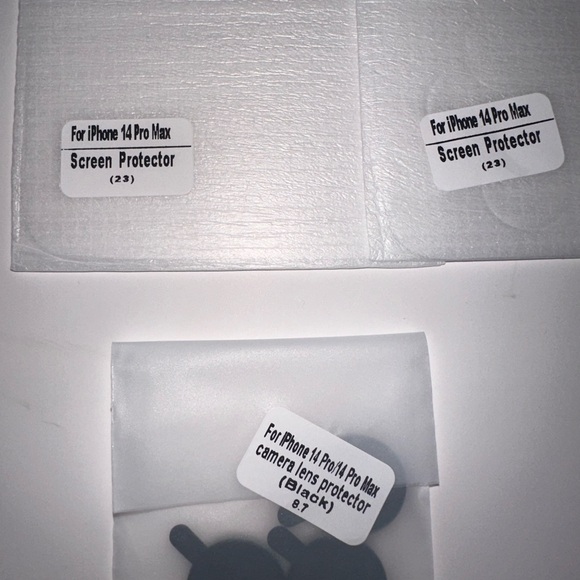 For iPhone 14 Pro Max
Screen Protector
(23)
For iPhone 14 Pro Max
Screen Protector
(23)
For iPhone 14 Pro/14 Pro Max
camera lens protector
(Black)
8.7